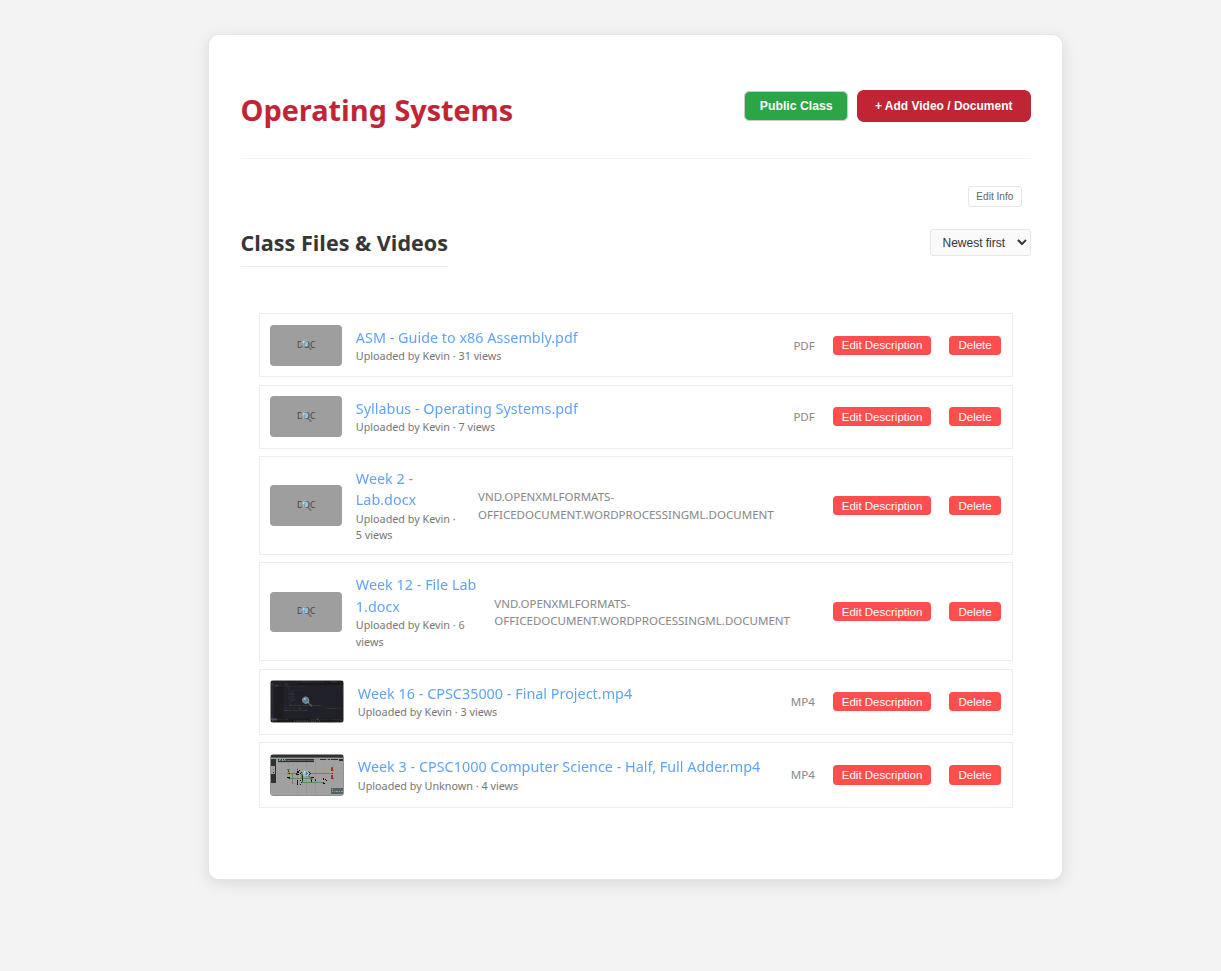 Operating Systems
Public Class
+ Add Video / Document
Edit Info
Class Files & Videos
Newest first
ASM - Guide to x86 Assembly.pdf
Uploaded by Kevin · 31 views
PDF
Edit Description
Delete
Syllabus - Operating Systems.pdf
Uploaded by Kevin · 7 views
PDF
Edit Description
Delete
Week 2 -
Lab.docx
Uploaded by Kevin ·
5 views
VND.OPENXMLFORMATS-
OFFICEDOCUMENT.WORDPROCESSINGML.DOCUMENT
Edit Description
Delete
Week 12 - File Lab
1.docx
Uploaded by Kevin · 6
views
VND.OPENXMLFORMATS-
OFFICEDOCUMENT.WORDPROCESSINGML.DOCUMENT
Edit Description
Delete
Week 16 - CPSC35000 - Final Project.mp4
Uploaded by Kevin · 3 views
MP4
Edit Description
Delete
Week 3 - CPSC1000 Computer Science - Half, Full Adder.mp4
Uploaded by Unknown · 4 views
MP4
Edit Description
Delete